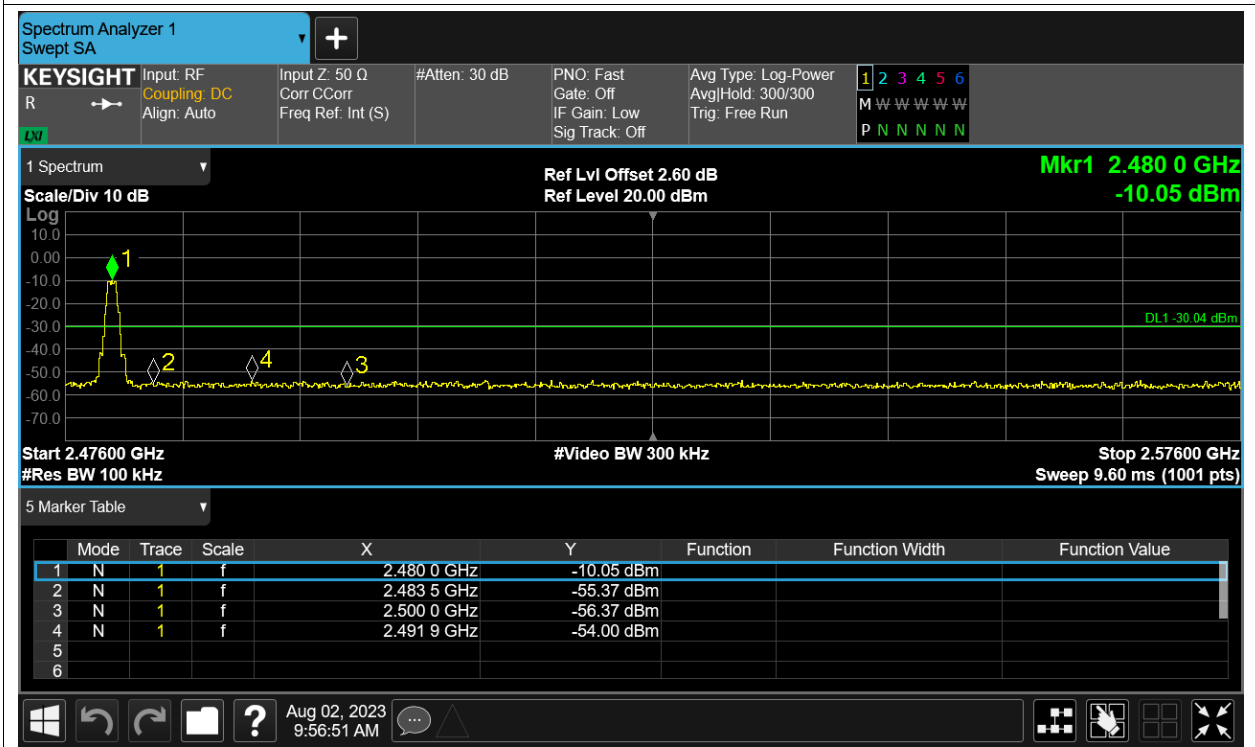 Spectrum Analyzer 1
Swept SA
KEYSIGHT Input: RF Input Z: 50 Ω #Atten: 30 dB PNO: Fast Avg Type: Log-Power 1 2 3 4 5 6
R Coupling: DC Corr CCorr Gate: Off Avg|Hold: 300/300 M W W W W W
Align: Auto Freq Ref: Int (S) IF Gain: Low Trig: Free Run
LXI Sig Track: Off P N N N N N
1 Spectrum Ref Lvl Offset 2.60 dB Mkr1 2.480 0 GHz
Scale/Div 10 dB Ref Level 20.00 dBm -10.05 dBm
Log
10.0
0.00 1
-10.0
-20.0
-30.0 DL1 -30.04 dBm
-40.0
-50.0 2 4 3
-60.0
-70.0
Start 2.47600 GHz #Video BW 300 kHz Stop 2.57600 GHz
#Res BW 100 kHz Sweep 9.60 ms (1001 pts)
5 Marker Table
Mode Trace Scale X Y Function Function Width Function Value
1 N 1 f 2.480 0 GHz -10.05 dBm
2 N 1 f 2.483 5 GHz -55.37 dBm
3 N 1 f 2.500 0 GHz -56.37 dBm
4 N 1 f 2.491 9 GHz -54.00 dBm
5
6
? Aug 02, 2023
9:56:51 AM